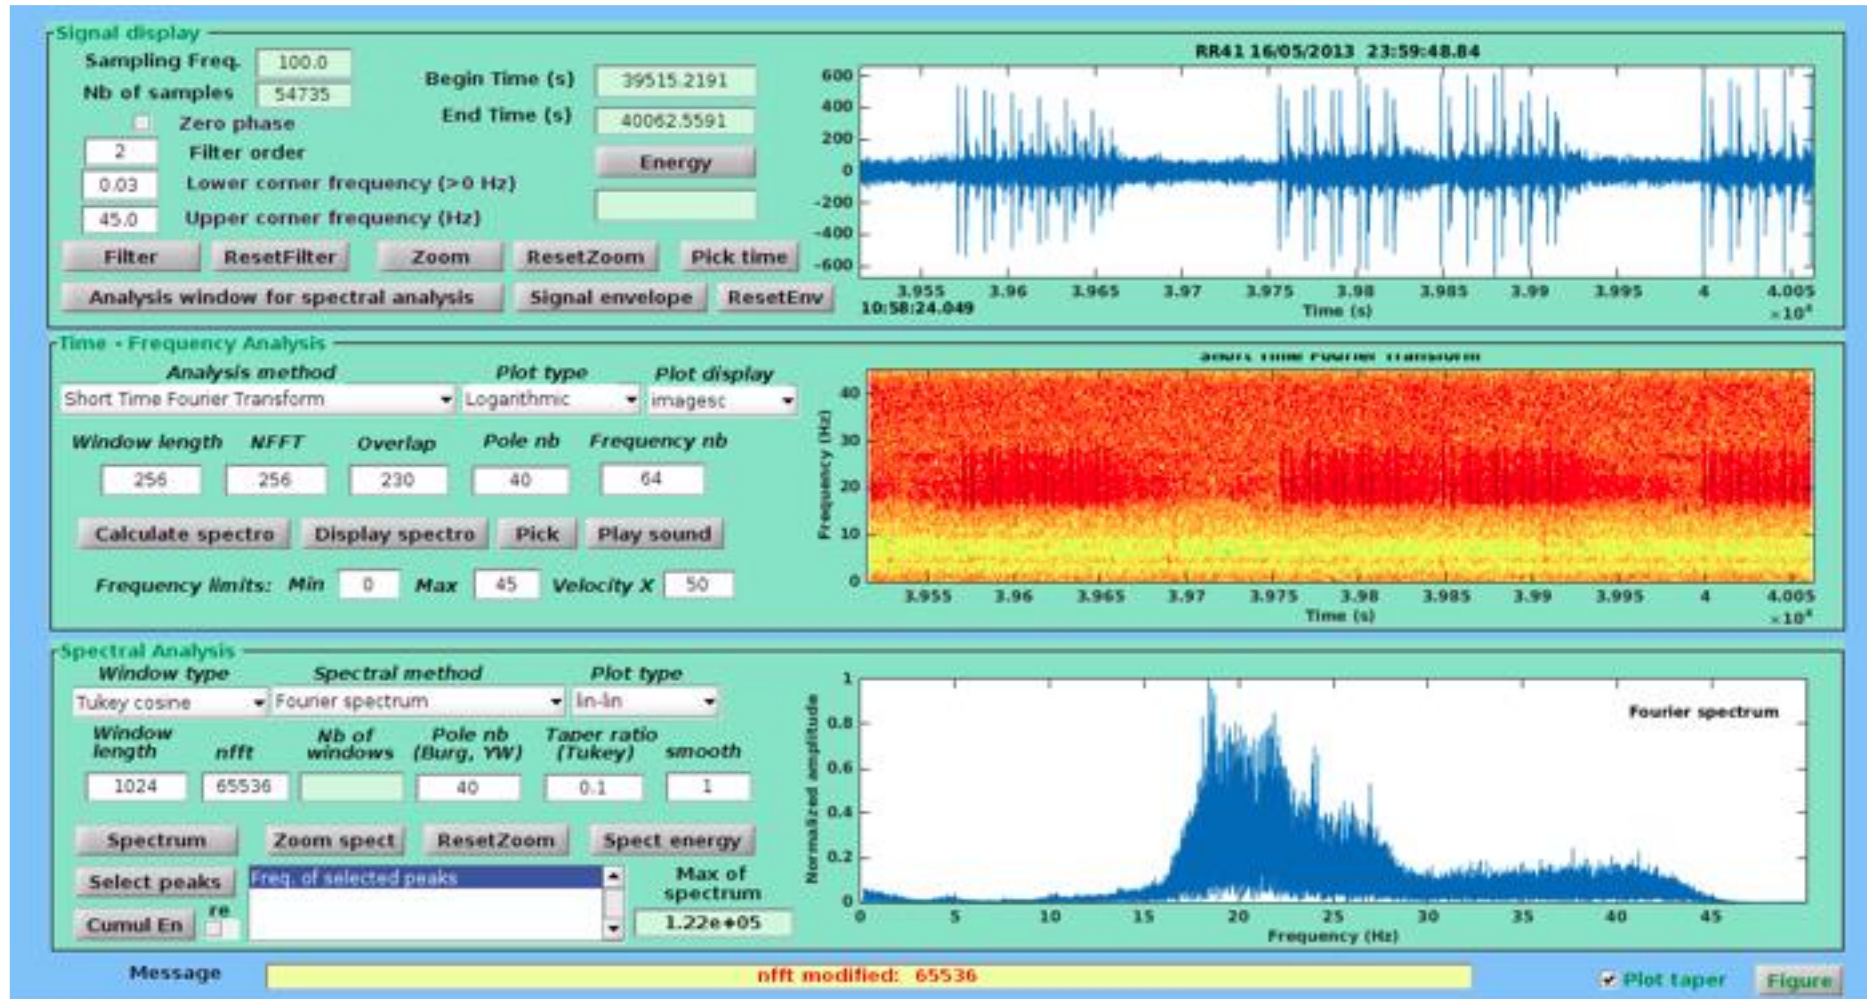 Signal display
Sampling Freq. 100.0
Nb of samples 54735
Zero phase
2 Filter order
0.03 Lower corner frequency (>0 Hz)
45.0 Upper corner frequency (Hz)
Begin Time (s) 39515.2191
End Time (s) 40062.5591
Energy
Filter ResetFilter Zoom ResetZoom Pick time
Analysis window for spectral analysis Signal envelope ResetEnv
RR41 16/05/2013 23:59:48.84
600
400
200
0
-200
-400
-600
3.955 3.96 3.965 3.97 3.975 3.98 3.985 3.99 3.995 4 4.005
10:58:24.049 Time (s) ×10⁴
Time - Frequency Analysis
Analysis method Plot type Plot display
Short Time Fourier Transform Logarithmic imagesc
Window length NFFT Overlap Pole nb Frequency nb
256 256 230 40 64
Calculate spectro Display spectro Pick Play sound
Frequency limits: Min 0 Max 45 Velocity X 50
Short Time Fourier Transform
Frequency (Hz)
40
30
20
10
0
3.955 3.96 3.965 3.97 3.975 3.98 3.985 3.99 3.995 4 4.005
Time (s) ×10⁴
Spectral Analysis
Window type Spectral method Plot type
Tukey cosine Fourier spectrum lin-lin
Window length nfft Nb of windows Pole nb (Burg, YW) Taper ratio (Tukey) smooth
1024 65536 40 0.1 1
Spectrum Zoom spect ResetZoom Spect energy
Select peaks Freq. of selected peaks Max of spectrum
Cumul En re 1.22e+05
Fourier spectrum
Normalized amplitude
1
0.8
0.6
0.4
0.2
0
0 5 10 15 20 25 30 35 40 45
Frequency (Hz)
Message nfft modified: 65536 Plot taper Figure